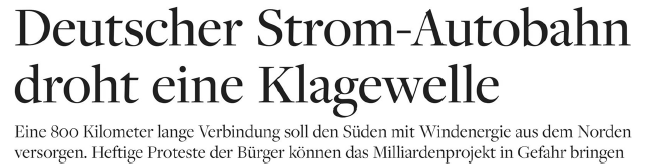 Deutscher Strom-Autobahn
droht eine Klagewelle
Eine 800 Kilometer lange Verbindung soll den Süden mit Windenergie aus dem Norden
versorgen. Heftige Proteste der Bürger können das Milliardenprojekt in Gefahr bringen